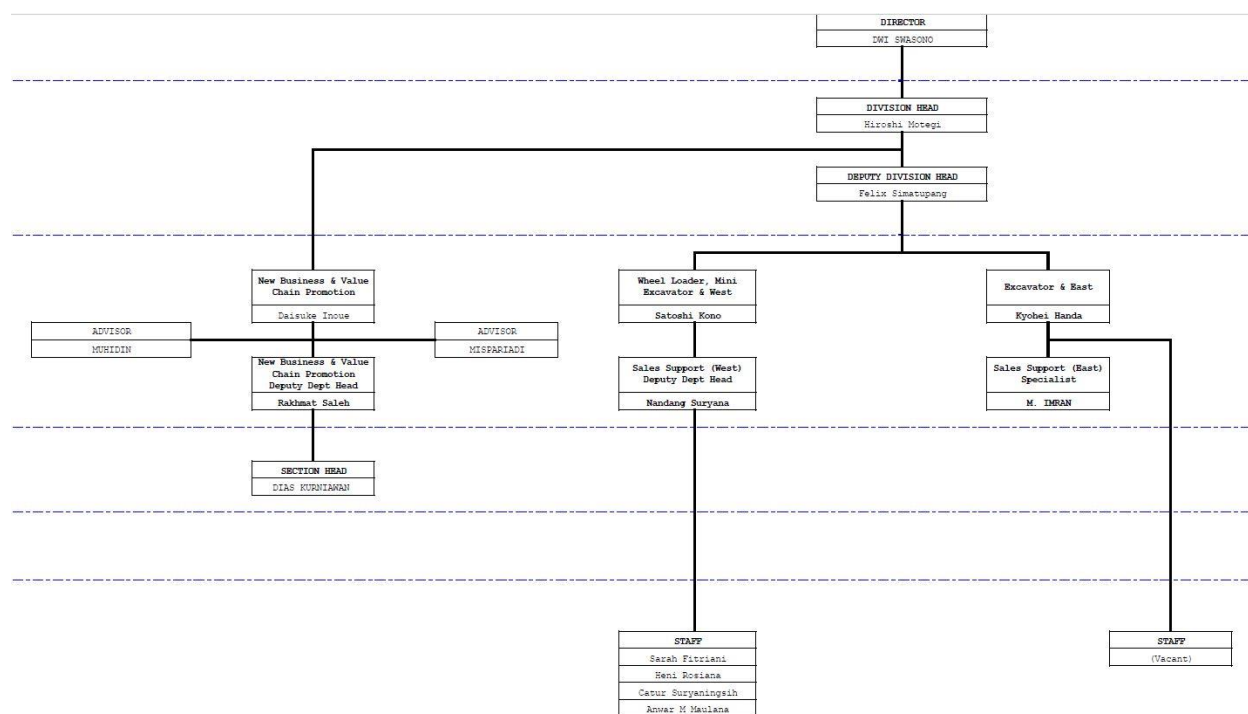 DIRECTOR
DWI SWASONO
DIVISION HEAD
Hiroshi Motegi
DEPUTY DIVISION HEAD
Felix Simatupang
New Business & Value
Chain Promotion
Daisuke Inoue
Wheel Loader, Mini
Excavator & West
Satoshi Kono
Excavator & East
Kyohei Handa
ADVISOR
MUHIDIN
ADVISOR
MISPARIADI
New Business & Value
Chain Promotion
Deputy Dept Head
Rakhmat Saleh
Sales Support (West)
Deputy Dept Head
Nandang Suryana
Sales Support (East)
Specialist
M. IMRAN
SECTION HEAD
DIAS KURNIAWAN
STAFF
Sarah Fitriani
Heni Rosiana
Catur Suryaningsih
Anwar M Maulana
STAFF
(Vacant)